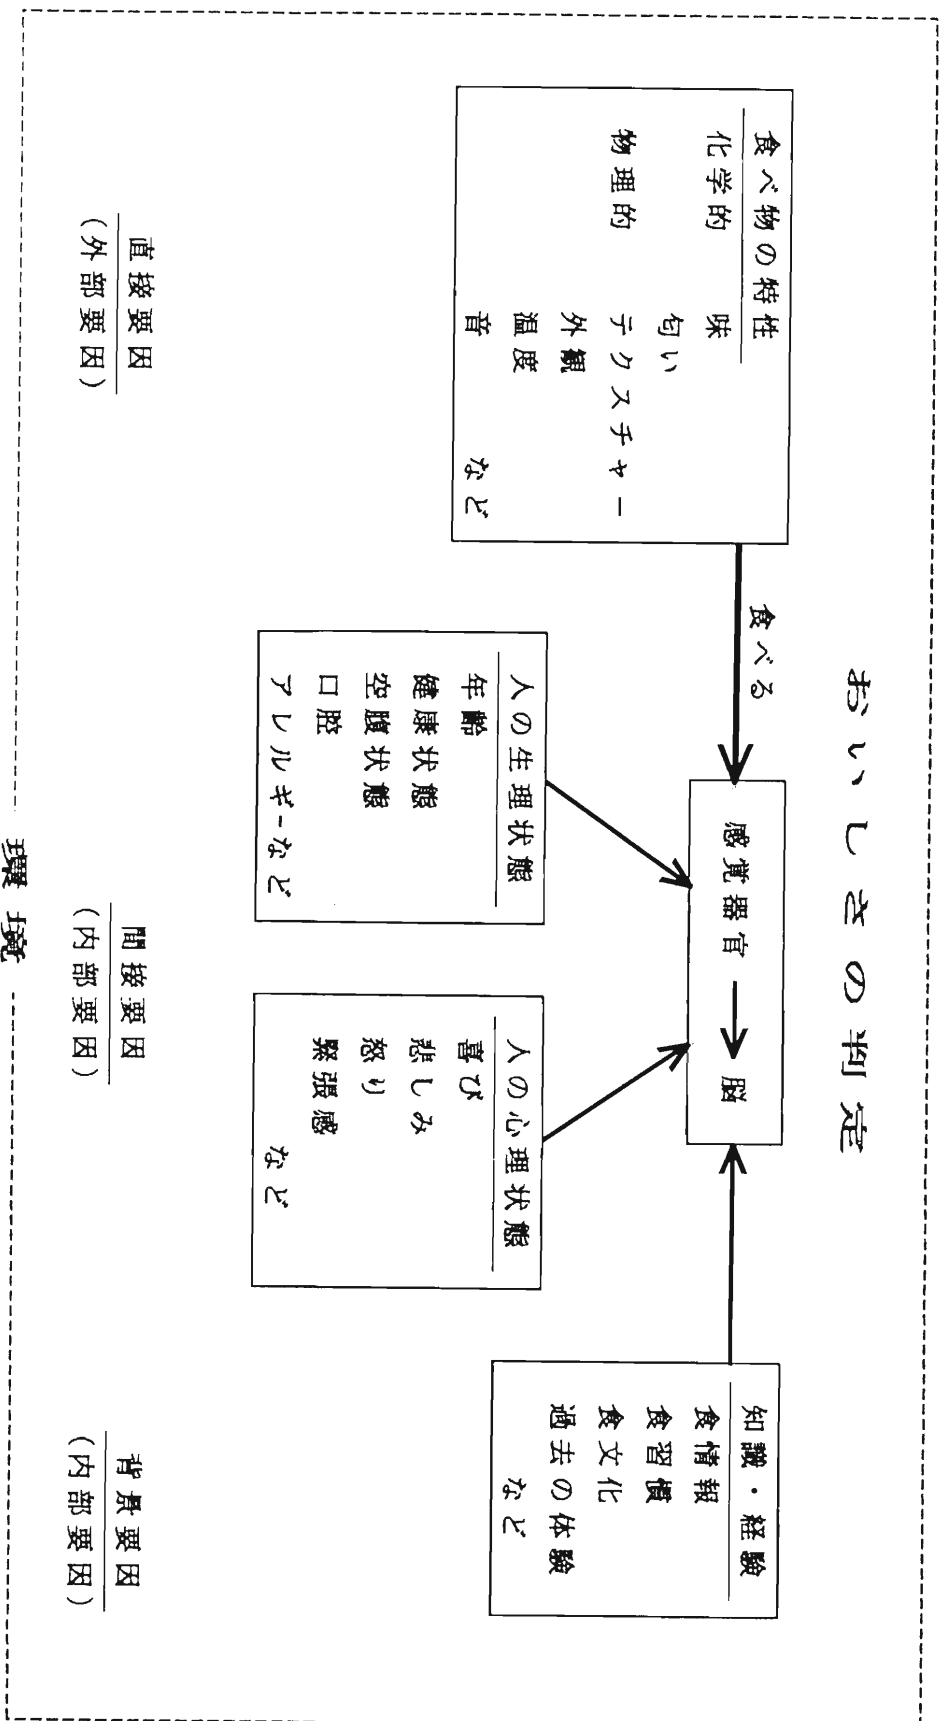 おいしさの判定
食べ物の特性
化学的 味
匂い
物理的 テクスチャー
外観
温度
音 など
食べる
感覚器官 → 脳
人の生理状態
年齢
健康状態
空腹状態
口腔
アレルギーなど
人の心理状態
喜び
悲しみ
怒り
緊張感
など
知識・経験
食情報
食習慣
食文化
過去の体験
など
直接要因
(外部要因)
間接要因
(内部要因)
背景要因
(内部要因)
環境